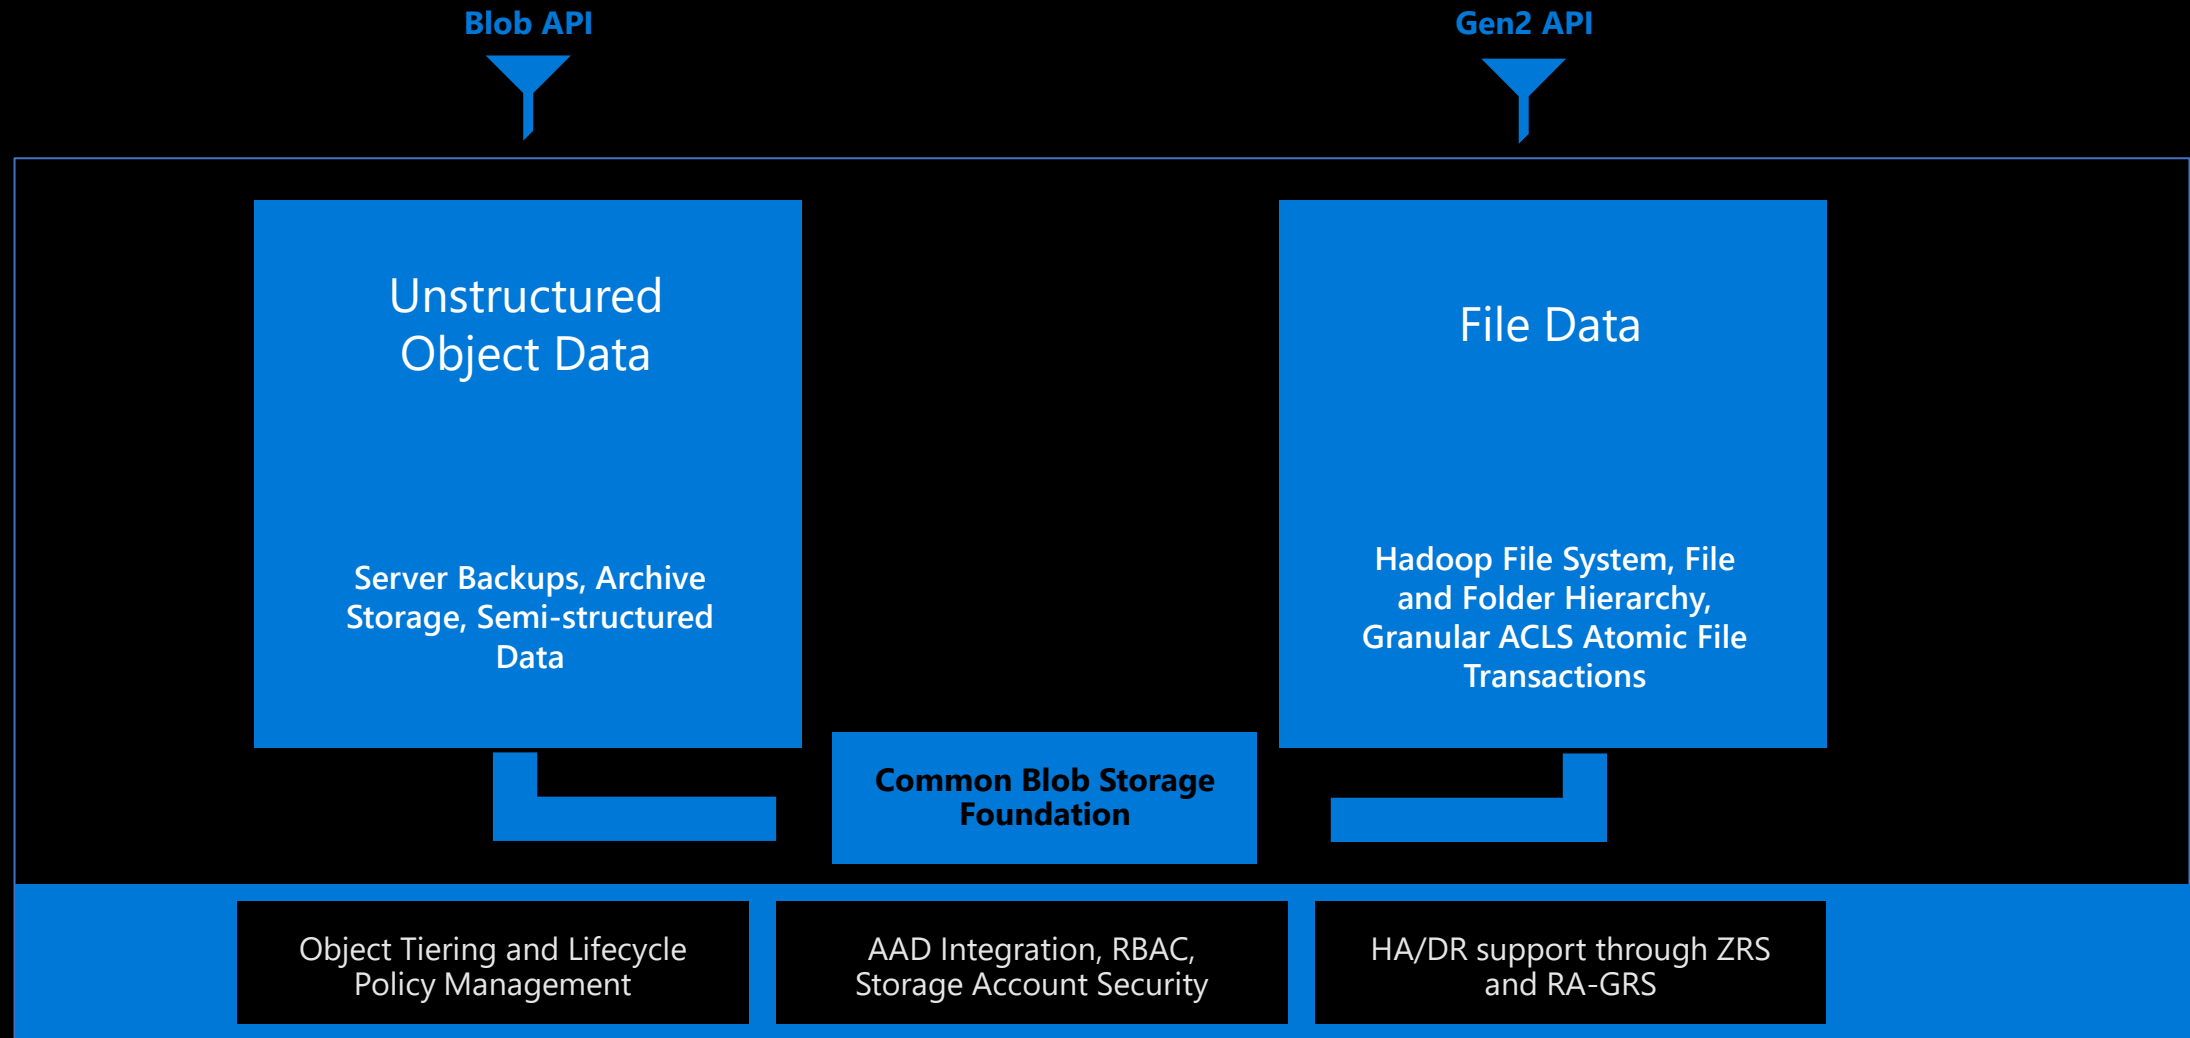 Blob API
Gen2 API
Unstructured
Object Data
Server Backups, Archive
Storage, Semi-structured
Data
File Data
Hadoop File System, File
and Folder Hierarchy,
Granular ACLS Atomic File
Transactions
Common Blob Storage
Foundation
Object Tiering and Lifecycle
Policy Management
AAD Integration, RBAC,
Storage Account Security
HA/DR support through ZRS
and RA-GRS